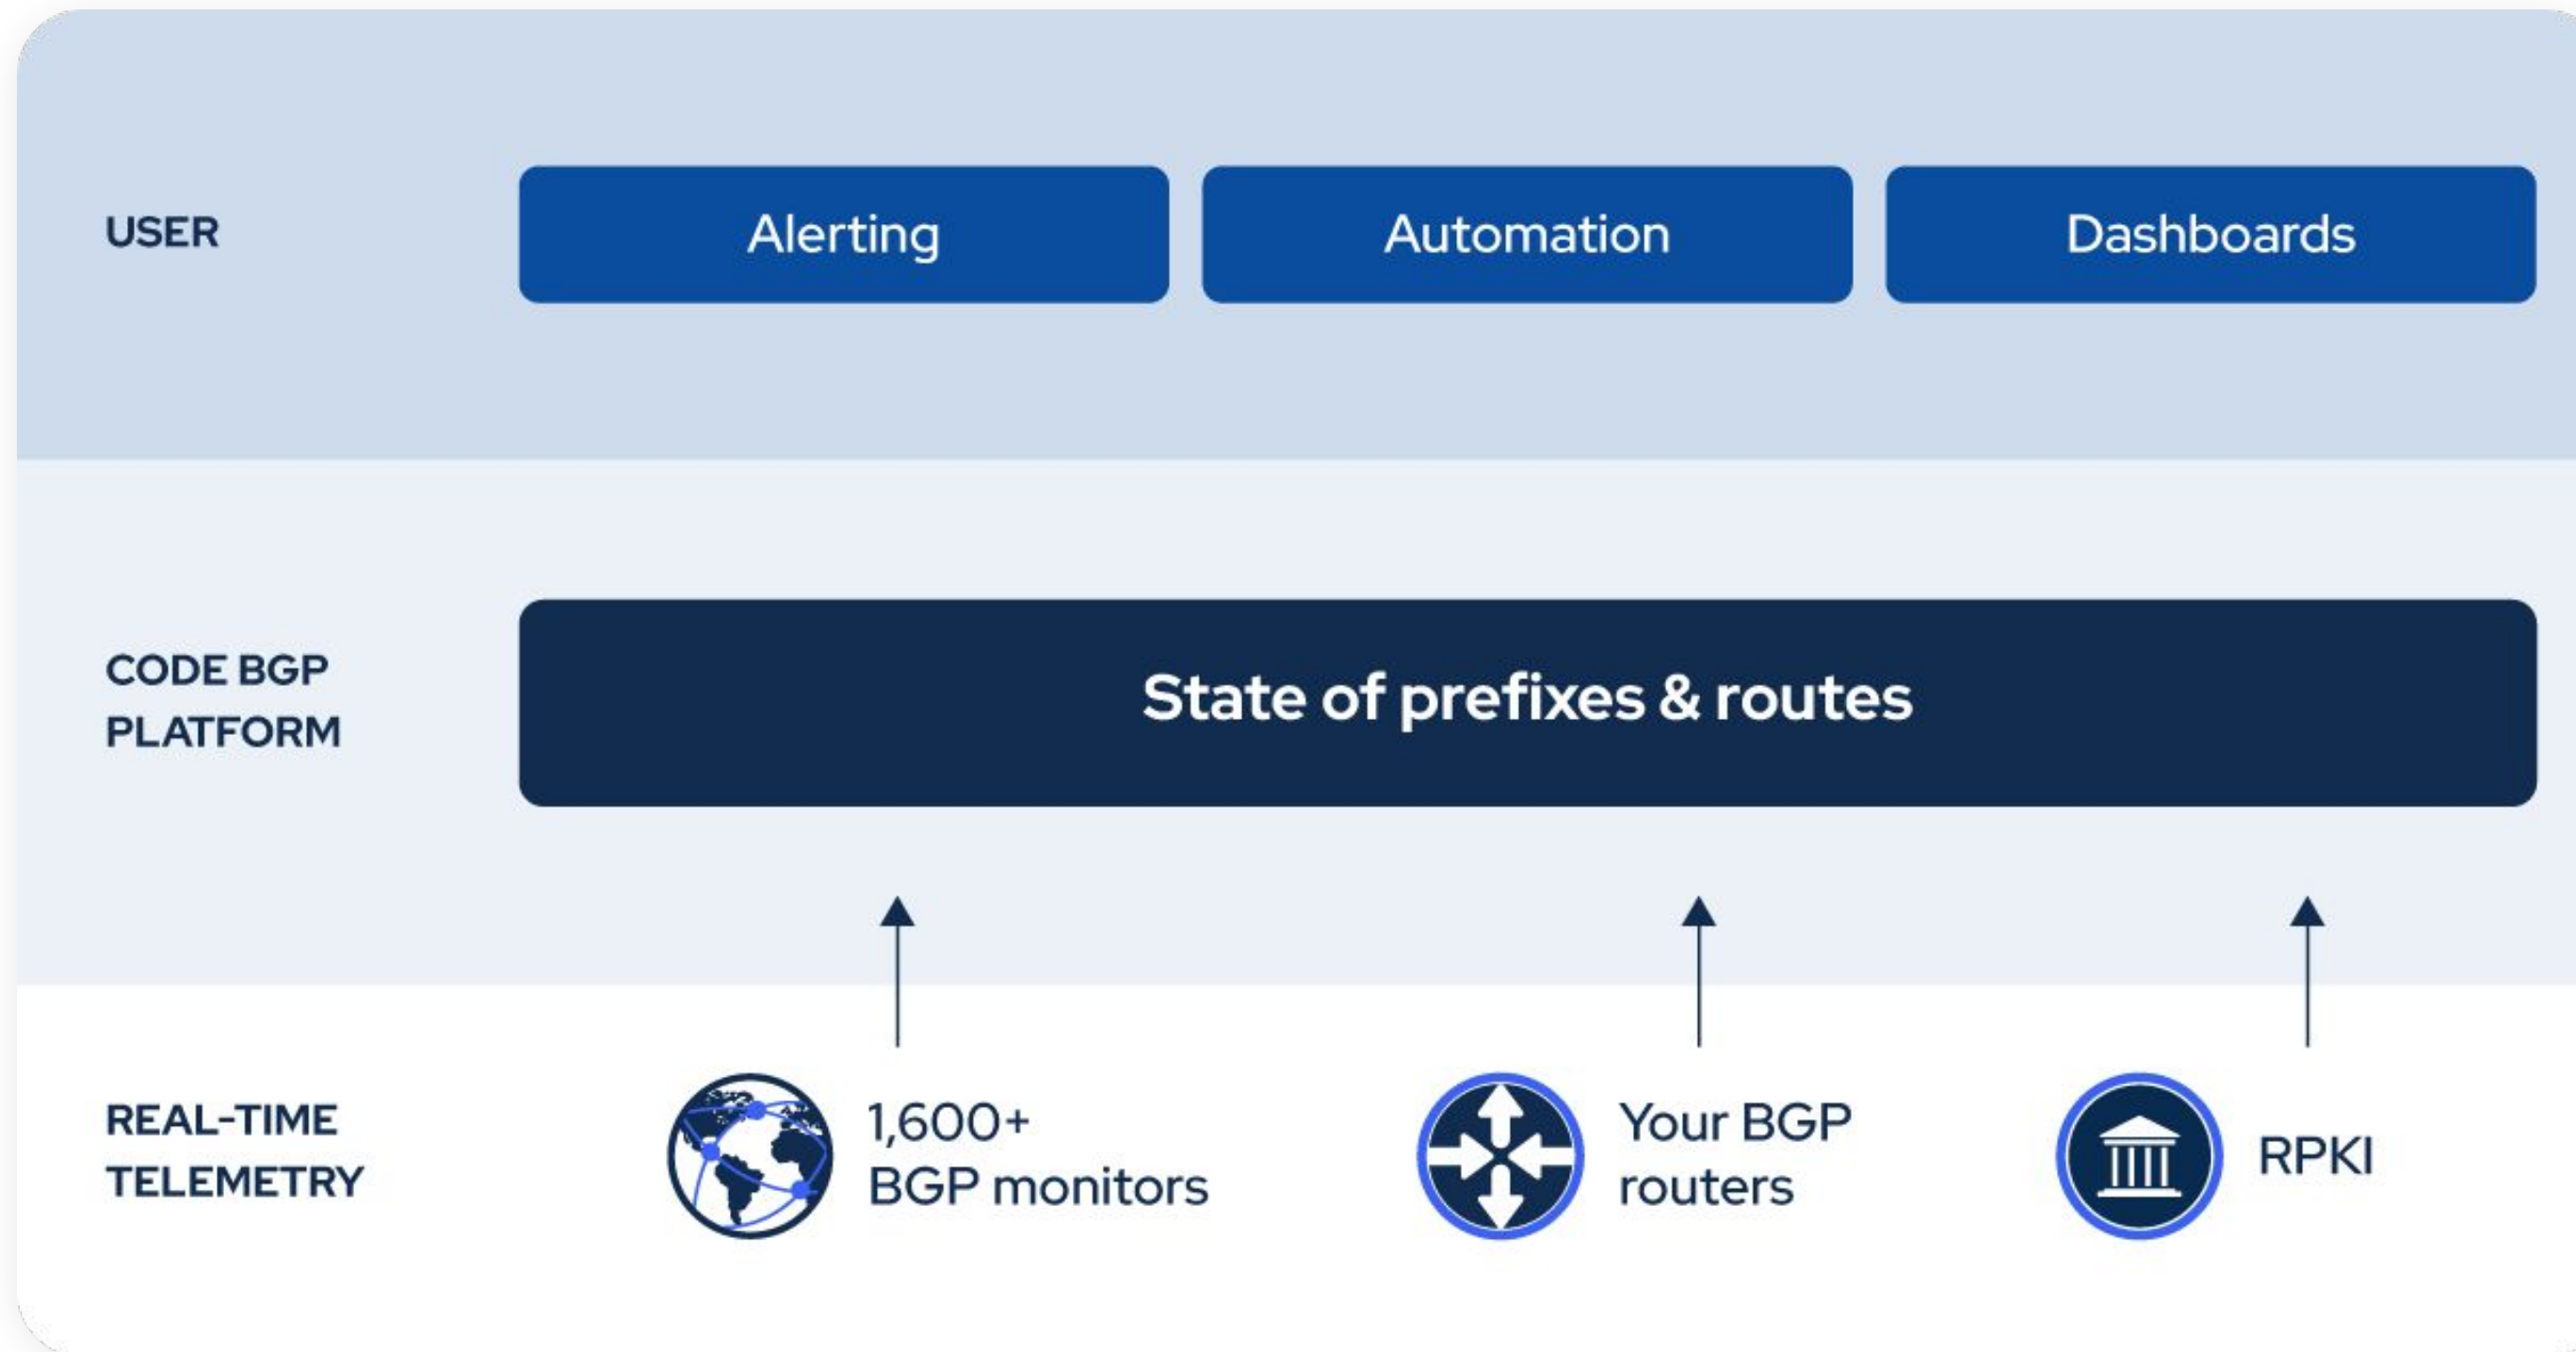 USER
Alerting
Automation
Dashboards
CODE BGP
PLATFORM
State of prefixes & routes
REAL-TIME
TELEMETRY
1,600+
BGP monitors
Your BGP
routers
RPKI